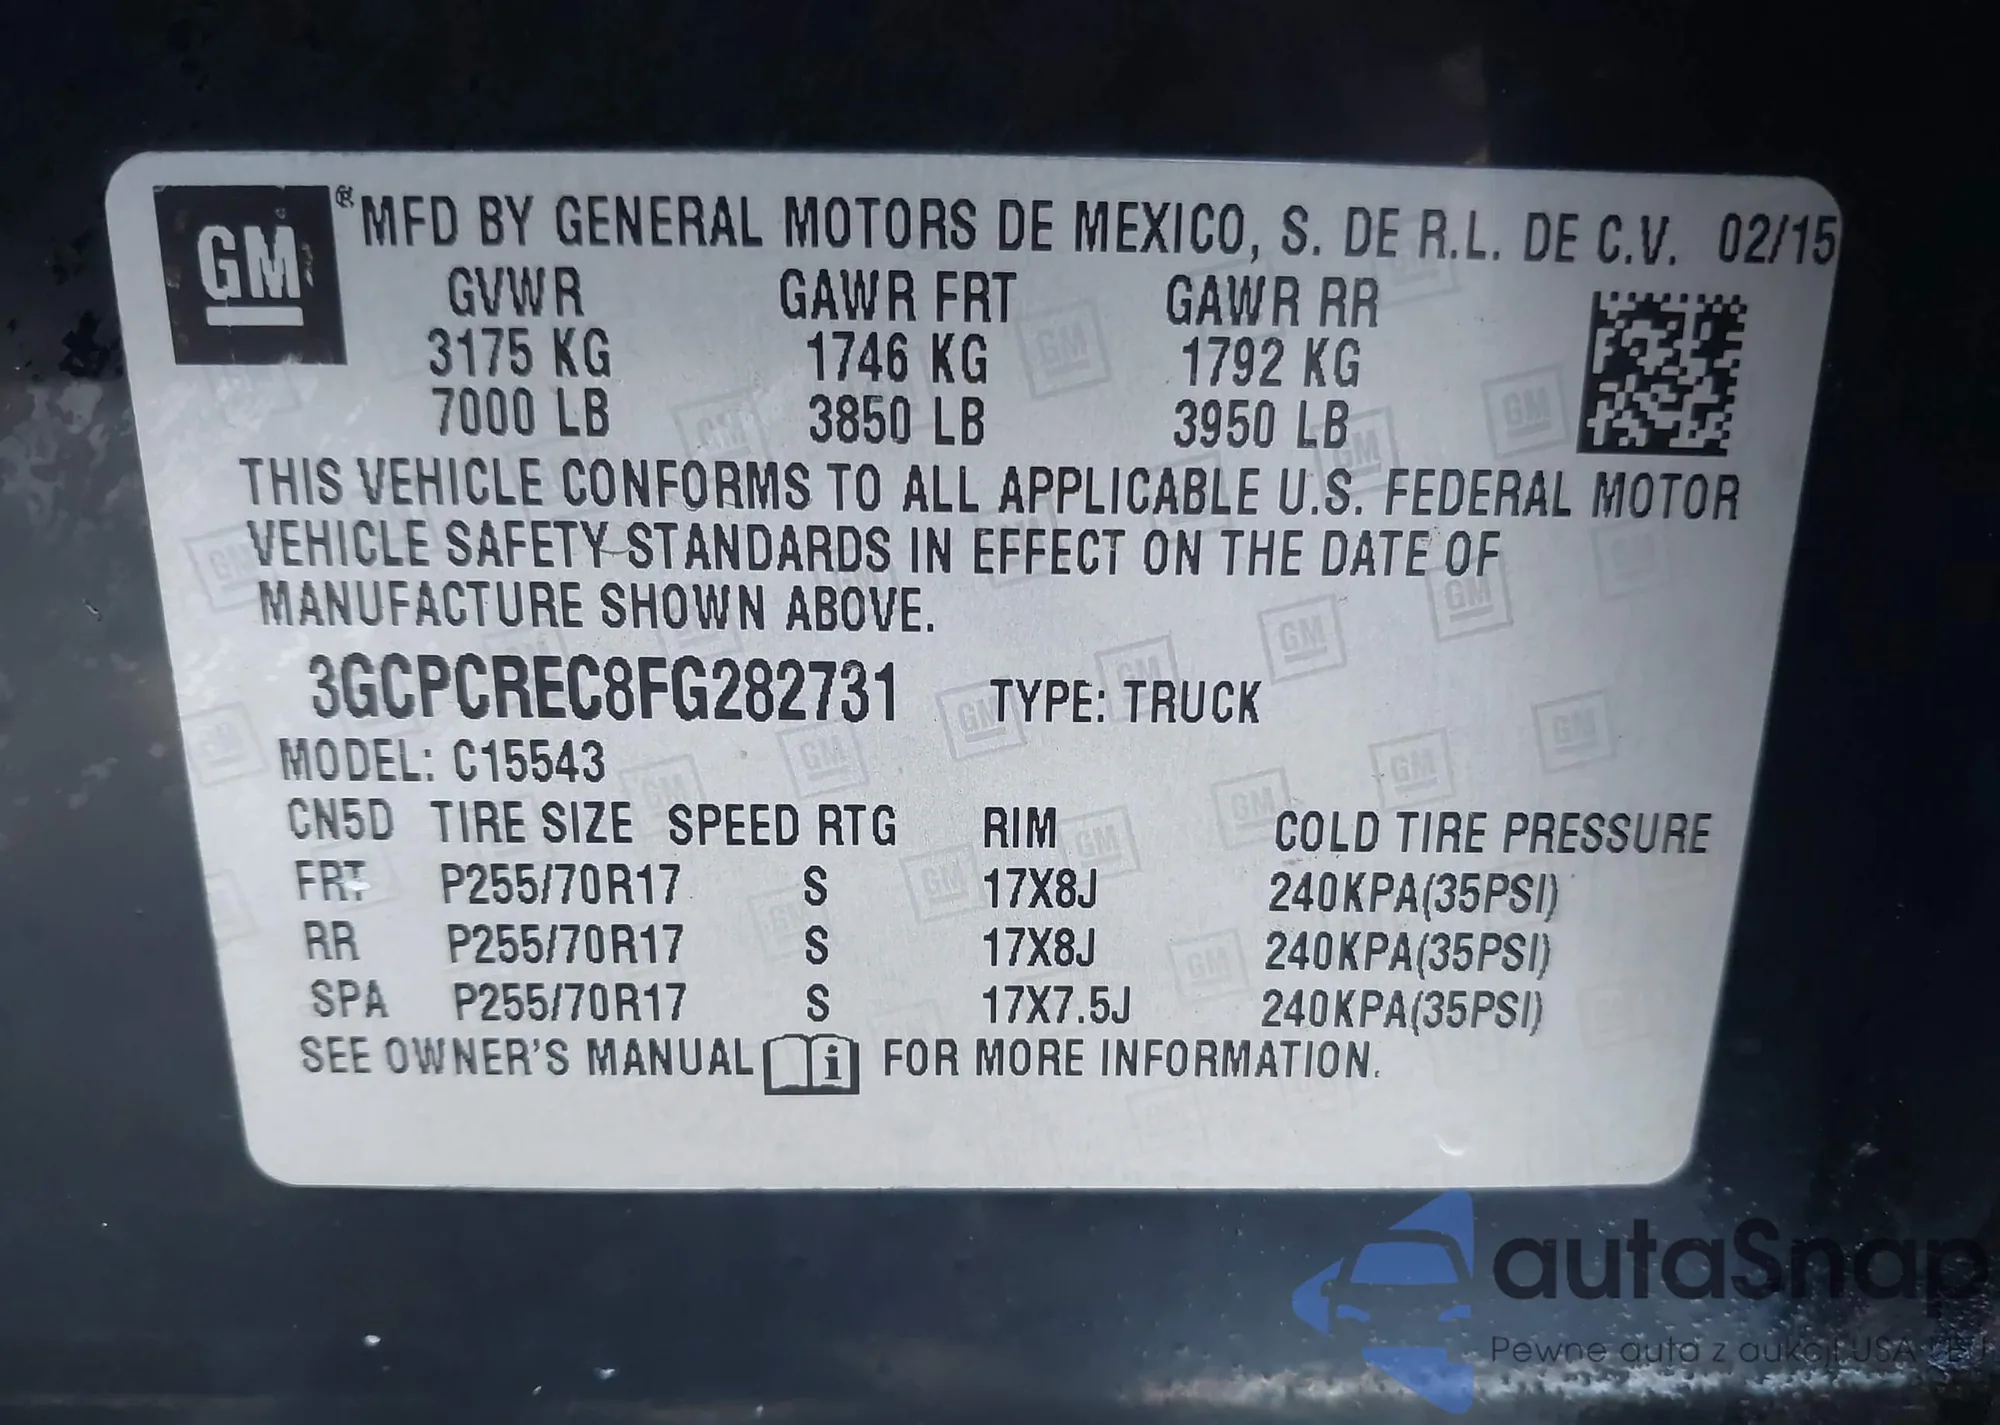 GM ® MFD BY GENERAL MOTORS DE MEXICO, S. DE R.L. DE C.V. 02/15
GVWR GAWR FRT GAWR RR
3175 KG 1746 KG 1792 KG
7000 LB 3850 LB 3950 LB
THIS VEHICLE CONFORMS TO ALL APPLICABLE U.S. FEDERAL MOTOR
VEHICLE SAFETY STANDARDS IN EFFECT ON THE DATE OF
MANUFACTURE SHOWN ABOVE.
3GCPCREC8FG282731 TYPE: TRUCK
MODEL: C15543
CN5D TIRE SIZE SPEED RTG RIM COLD TIRE PRESSURE
FRT P255/70R17 S 17X8J 240KPA(35PSI)
RR P255/70R17 S 17X8J 240KPA(35PSI)
SPA P255/70R17 S 17X7.5J 240KPA(35PSI)
SEE OWNER'S MANUAL i FOR MORE INFORMATION.
autaSnap
Pewne auta z aukcji USA